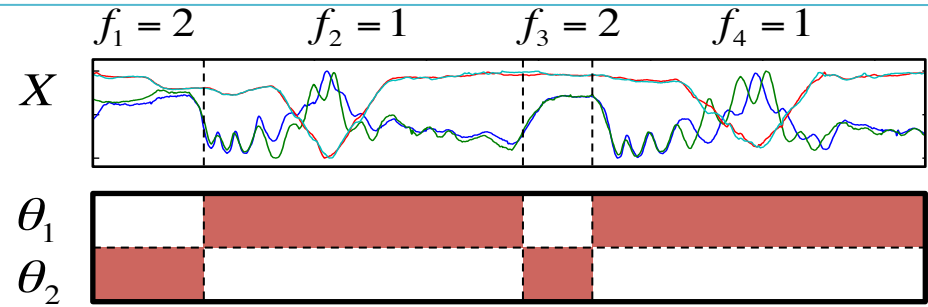 f₁ = 2 f₂ = 1 f₃ = 2 f₄ = 1
X
θ₁
θ₂